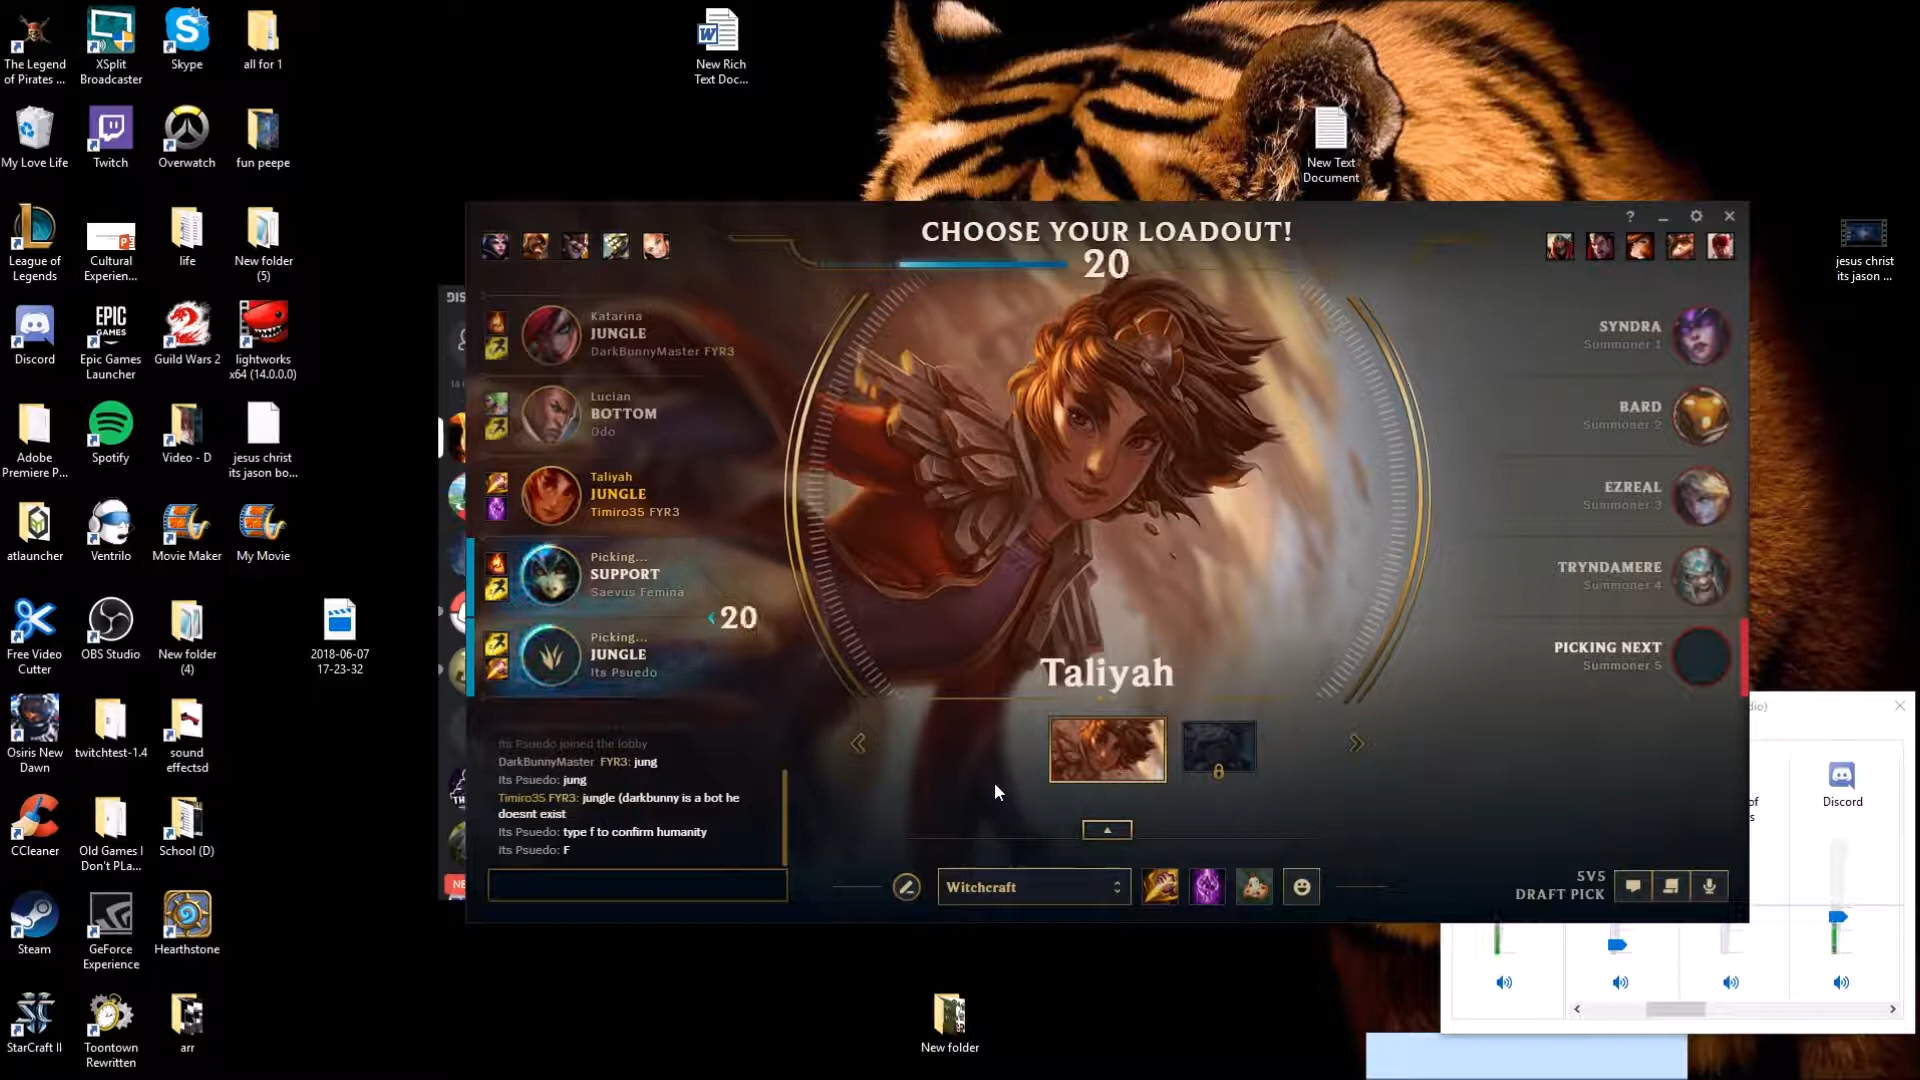 The Legend
of Pirates ...
XSplit
Broadcaster
Skype
all for 1
New Rich
Text Doc...
My Love Life
Twitch
Overwatch
fun peepe
New Text
Document
League of
Legends
Cultural
Experien...
life
New folder
(5)
jesus christ
its jason ...
Discord
EPIC
GAMES
Epic Games
Launcher
Guild Wars 2
lightworks
x64 (14.0.0.0)
Adobe
Premiere P...
Spotify
Video - D
jesus christ
its jason bo...
atlauncher
Ventrilo
Movie Maker
My Movie
Free Video
Cutter
OBS Studio
New folder
(4)
2018-06-07
17-23-32
Osiris New
Dawn
twitchtest-1.4
sound
effectsd
CCleaner
Old Games I
Don't PLa...
School (D)
Steam
GeForce
Experience
Hearthstone
StarCraft II
Toontown
Rewritten
arr
New folder
CHOOSE YOUR LOADOUT!
20
?
DIS
Katarina
JUNGLE
DarkBunnyMaster FYR3
Lucian
BOTTOM
Odo
Taliyah
JUNGLE
Timiro35 FYR3
Picking...
SUPPORT
Saevus Femina
20
Picking...
JUNGLE
Its Psuedo
SYNDRA
Summoner 1
BARD
Summoner 2
EZREAL
Summoner 3
TRYNDAMERE
Summoner 4
PICKING NEXT
Summoner 5
Taliyah
Its Psuedo joined the lobby
DarkBunnyMaster FYR3: jung
Its Psuedo: jung
Timiro35 FYR3: jungle (darkbunny is a bot he
doesnt exist
Its Psuedo: type f to confirm humanity
Its Psuedo: F
NE
Witchcraft
5V5
DRAFT PICK
dio)
of
s
Discord